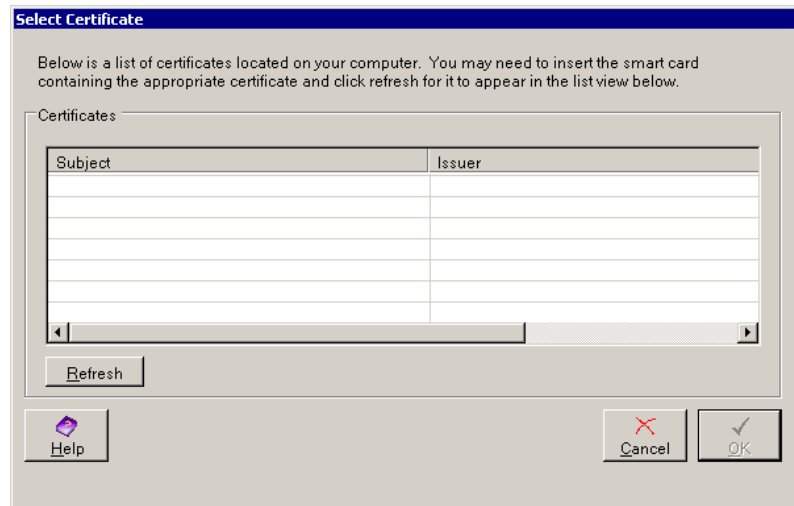 Select Certificate
Below is a list of certificates located on your computer.  You may need to insert the smart card
containing the appropriate certificate and click refresh for it to appear in the list view below.
Certificates
Subject Issuer
Refresh
Help Cancel OK